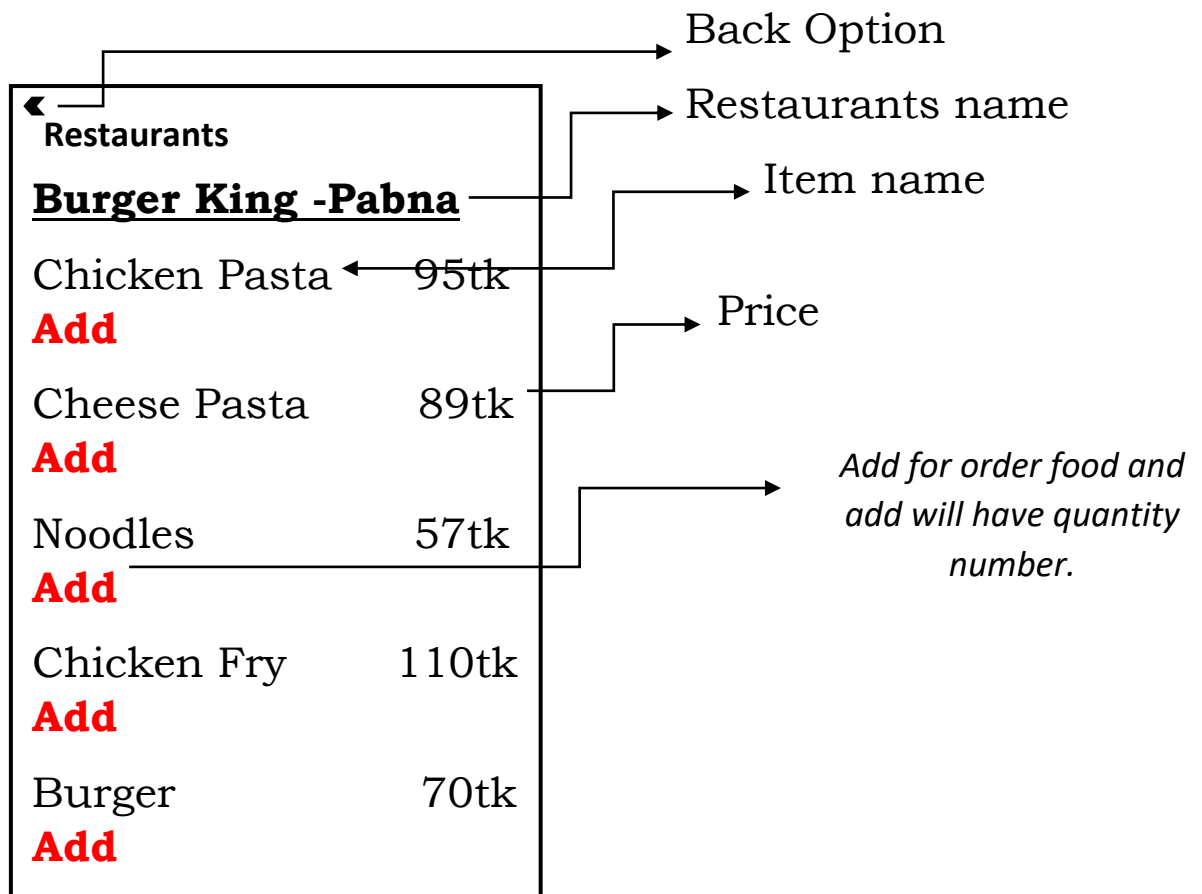 Back Option
Restaurants name
Restaurants
Item name
Burger King -Pabna
Chicken Pasta 95tk
Add
Price
Cheese Pasta 89tk
Add
Add for order food and
add will have quantity
number.
Noodles 57tk
Add
Chicken Fry 110tk
Add
Burger 70tk
Add